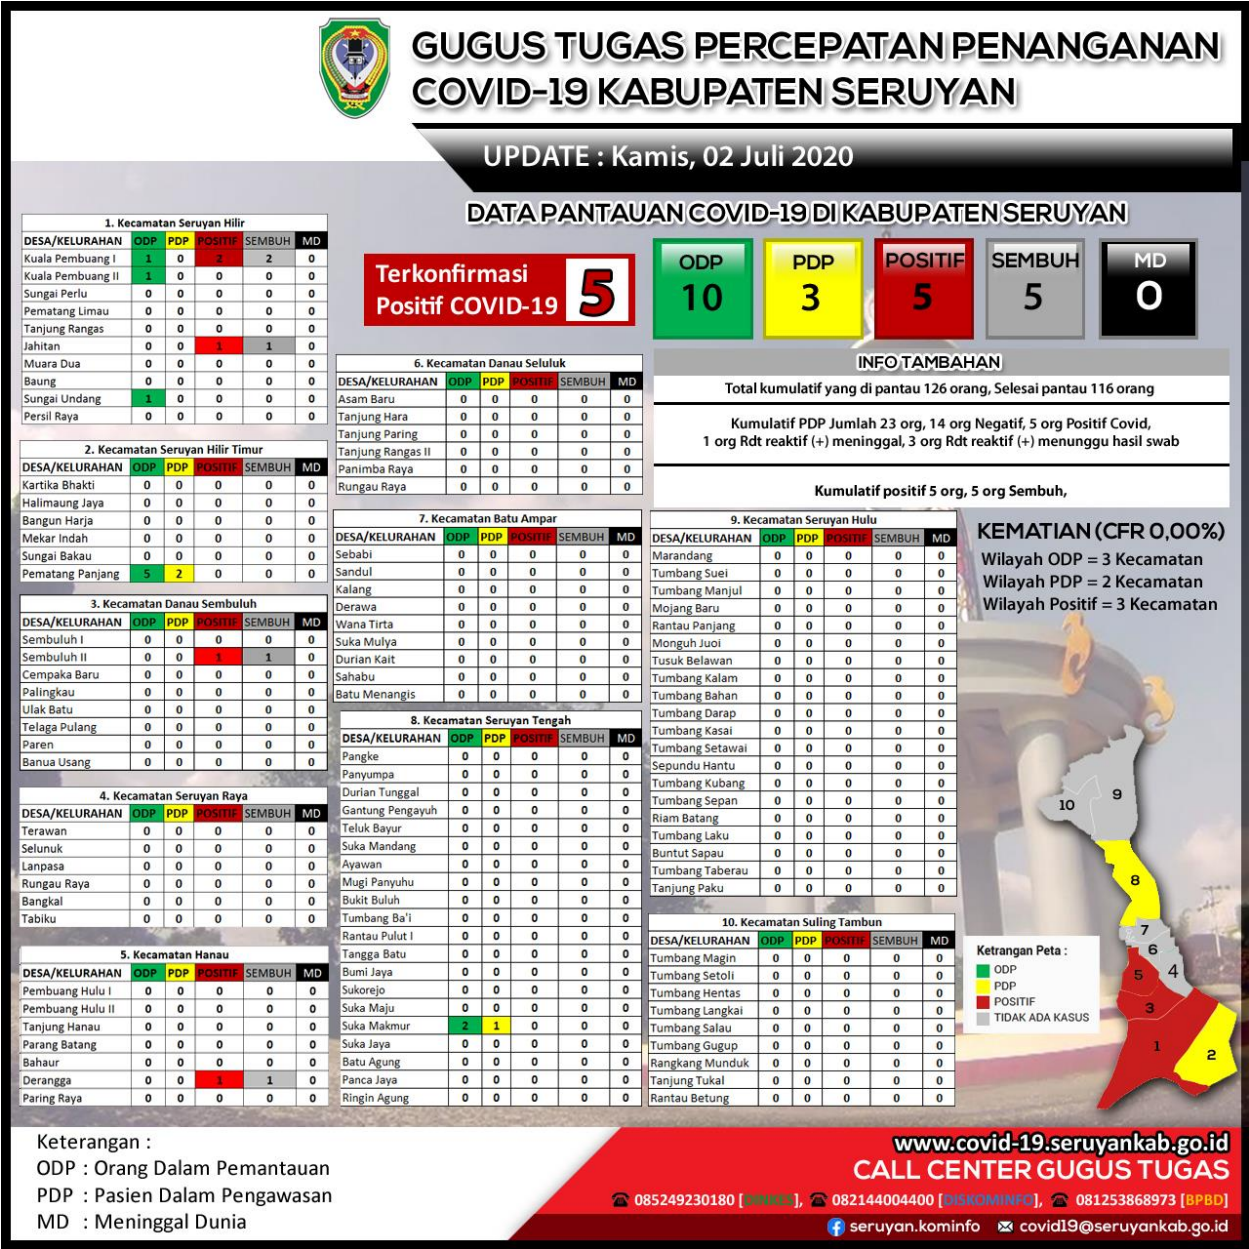 GUGUS TUGAS PERCEPATAN PENANGANAN
COVID-19 KABUPATEN SERUYAN
UPDATE : Kamis, 02 Juli 2020
DATA PANTAUAN COVID-19 DI KABUPATEN SERUYAN
Terkonfirmasi
Positif COVID-19 5
ODP PDP POSITIF SEMBUH MD
10 3 5 5 0
INFO TAMBAHAN
Total kumulatif yang di pantau 126 orang, Selesai pantau 116 orang
Kumulatif PDP Jumlah 23 org, 14 org Negatif, 5 org Positif Covid,
1 org Rdt reaktif (+) meninggal, 3 org Rdt reaktif (+) menunggu hasil swab
Kumulatif positif 5 org, 5 org Sembuh,
1. Kecamatan Seruyan Hilir
DESA/KELURAHAN ODP PDP POSITIF SEMBUH MD
Kuala Pembuang I 1 0 2 2 0
Kuala Pembuang II 1 0 0 0 0
Sungai Perlu 0 0 0 0 0
Pematang Limau 0 0 0 0 0
Tanjung Rangas 0 0 0 0 0
Jahitan 0 0 1 1 0
Muara Dua 0 0 0 0 0
Baung 0 0 0 0 0
Sungai Undang 1 0 0 0 0
Persil Raya 0 0 0 0 0
2. Kecamatan Seruyan Hilir Timur
DESA/KELURAHAN ODP PDP POSITIF SEMBUH MD
Kartika Bhakti 0 0 0 0 0
Halimaung Jaya 0 0 0 0 0
Bangun Harja 0 0 0 0 0
Mekar Indah 0 0 0 0 0
Sungai Bakau 0 0 0 0 0
Pematang Panjang 5 2 0 0 0
3. Kecamatan Danau Sembuluh
DESA/KELURAHAN ODP PDP POSITIF SEMBUH MD
Sembuluh I 0 0 0 0 0
Sembuluh II 0 0 1 1 0
Cempaka Baru 0 0 0 0 0
Palingkau 0 0 0 0 0
Ulak Batu 0 0 0 0 0
Telaga Pulang 0 0 0 0 0
Paren 0 0 0 0 0
Banua Usang 0 0 0 0 0
4. Kecamatan Seruyan Raya
DESA/KELURAHAN ODP PDP POSITIF SEMBUH MD
Terawan 0 0 0 0 0
Selunuk 0 0 0 0 0
Lanpasa 0 0 0 0 0
Rungau Raya 0 0 0 0 0
Bangkal 0 0 0 0 0
Tabiku 0 0 0 0 0
5. Kecamatan Hanau
DESA/KELURAHAN ODP PDP POSITIF SEMBUH MD
Pembuang Hulu I 0 0 0 0 0
Pembuang Hulu II 0 0 0 0 0
Tanjung Hanau 0 0 0 0 0
Parang Batang 0 0 0 0 0
Bahaur 0 0 0 0 0
Derangga 0 0 1 1 0
Paring Raya 0 0 0 0 0
6. Kecamatan Danau Seluluk
DESA/KELURAHAN ODP PDP POSITIF SEMBUH MD
Asam Baru 0 0 0 0 0
Tanjung Hara 0 0 0 0 0
Tanjung Paring 0 0 0 0 0
Tanjung Rangas II 0 0 0 0 0
Panimba Raya 0 0 0 0 0
Rungau Raya 0 0 0 0 0
7. Kecamatan Batu Ampar
DESA/KELURAHAN ODP PDP POSITIF SEMBUH MD
Sebabi 0 0 0 0 0
Sandul 0 0 0 0 0
Kalang 0 0 0 0 0
Derawa 0 0 0 0 0
Wana Tirta 0 0 0 0 0
Suka Mulya 0 0 0 0 0
Durian Kait 0 0 0 0 0
Sahabu 0 0 0 0 0
Batu Menangis 0 0 0 0 0
8. Kecamatan Seruyan Tengah
DESA/KELURAHAN ODP PDP POSITIF SEMBUH MD
Pangke 0 0 0 0 0
Panyumpa 0 0 0 0 0
Durian Tunggal 0 0 0 0 0
Gantung Pengayuh 0 0 0 0 0
Teluk Bayur 0 0 0 0 0
Suka Mandang 0 0 0 0 0
Ayawan 0 0 0 0 0
Mugi Panyuhu 0 0 0 0 0
Bukit Buluh 0 0 0 0 0
Tumbang Ba'i 0 0 0 0 0
Rantau Pulut I 0 0 0 0 0
Tangga Batu 0 0 0 0 0
Bumi Jaya 0 0 0 0 0
Sukorejo 0 0 0 0 0
Suka Maju 0 0 0 0 0
Suka Makmur 2 1 0 0 0
Suka Jaya 0 0 0 0 0
Batu Agung 0 0 0 0 0
Panca Jaya 0 0 0 0 0
Ringin Agung 0 0 0 0 0
9. Kecamatan Seruyan Hulu
DESA/KELURAHAN ODP PDP POSITIF SEMBUH MD
Marandang 0 0 0 0 0
Tumbang Suei 0 0 0 0 0
Tumbang Manjul 0 0 0 0 0
Mojang Baru 0 0 0 0 0
Rantau Panjang 0 0 0 0 0
Monguh Juoi 0 0 0 0 0
Tusuk Belawan 0 0 0 0 0
Tumbang Kalam 0 0 0 0 0
Tumbang Bahan 0 0 0 0 0
Tumbang Darap 0 0 0 0 0
Tumbang Kasai 0 0 0 0 0
Tumbang Setawai 0 0 0 0 0
Sepundu Hantu 0 0 0 0 0
Tumbang Kubang 0 0 0 0 0
Tumbang Sepan 0 0 0 0 0
Riam Batang 0 0 0 0 0
Tumbang Laku 0 0 0 0 0
Buntut Sapau 0 0 0 0 0
Tumbang Taberau 0 0 0 0 0
Tanjung Paku 0 0 0 0 0
10. Kecamatan Suling Tambun
DESA/KELURAHAN ODP PDP POSITIF SEMBUH MD
Tumbang Magin 0 0 0 0 0
Tumbang Setoli 0 0 0 0 0
Tumbang Hentas 0 0 0 0 0
Tumbang Langkai 0 0 0 0 0
Tumbang Salau 0 0 0 0 0
Tumbang Gugup 0 0 0 0 0
Rangkang Munduk 0 0 0 0 0
Tanjung Tukal 0 0 0 0 0
Rantau Betung 0 0 0 0 0
KEMATIAN (CFR 0,00%)
Wilayah ODP = 3 Kecamatan
Wilayah PDP = 2 Kecamatan
Wilayah Positif = 3 Kecamatan
9
10
8
7
6
5
4
3
1
2
Ketrangan Peta :
ODP
PDP
POSITIF
TIDAK ADA KASUS
Keterangan :
ODP : Orang Dalam Pemantauan
PDP : Pasien Dalam Pengawasan
MD : Meninggal Dunia
www.covid-19.seruyankab.go.id
CALL CENTER GUGUS TUGAS
085249230180 [DINKES], 082144004400 [DISKOMINFO], 081253868973 [BPBD]
seruyan.kominfo covid19@seruyankab.go.id